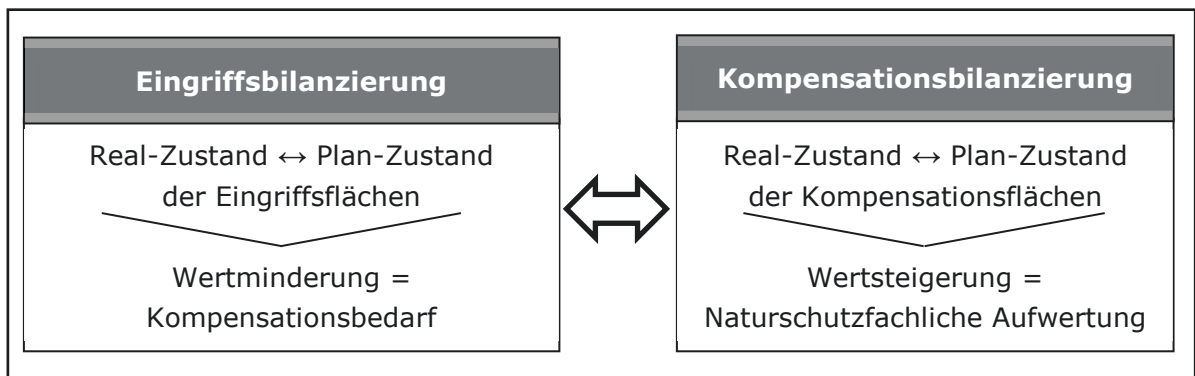 Eingriffsbilanzierung
Real-Zustand ↔ Plan-Zustand
der Eingriffsflächen
Wertminderung =
Kompensationsbedarf
Kompensationsbilanzierung
Real-Zustand ↔ Plan-Zustand
der Kompensationsflächen
Wertsteigerung =
Naturschutzfachliche Aufwertung